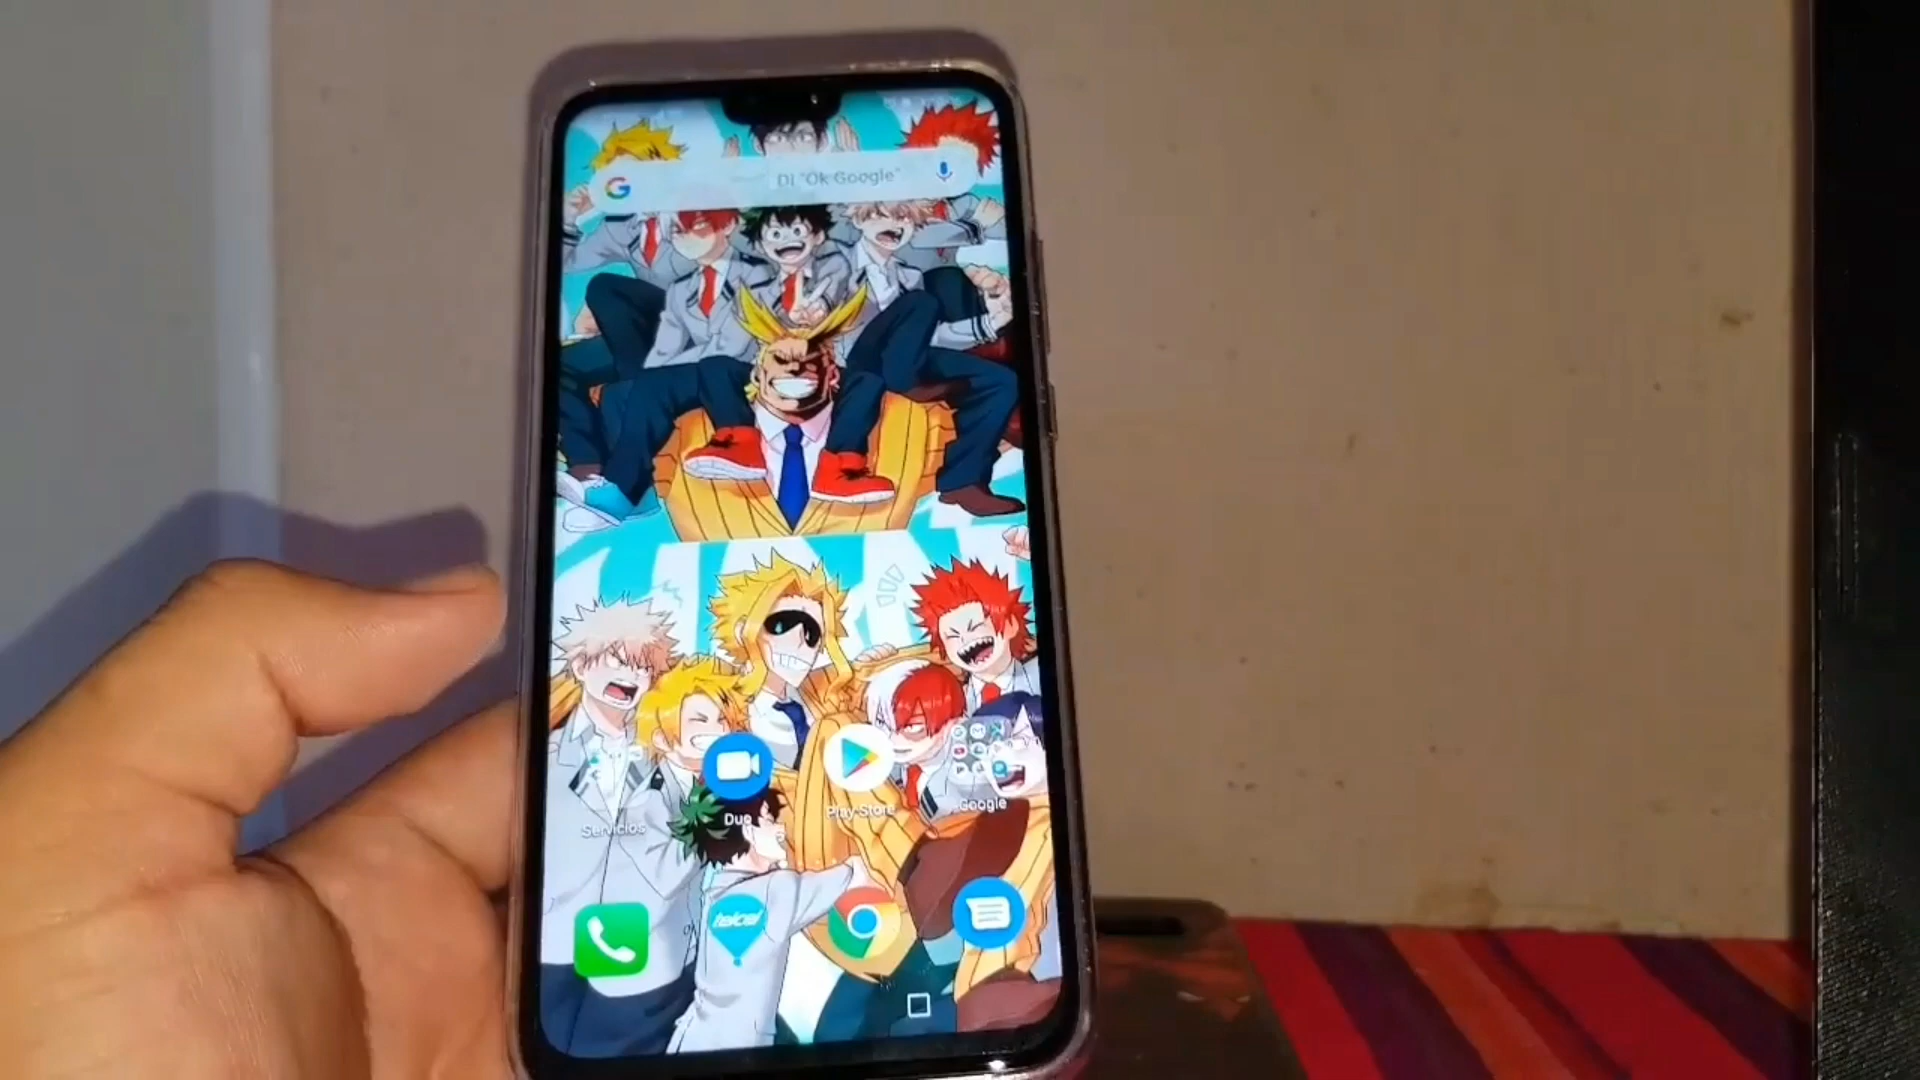 Di "Ok Google"
Servicios
Duo
Play Store
Google
telcel